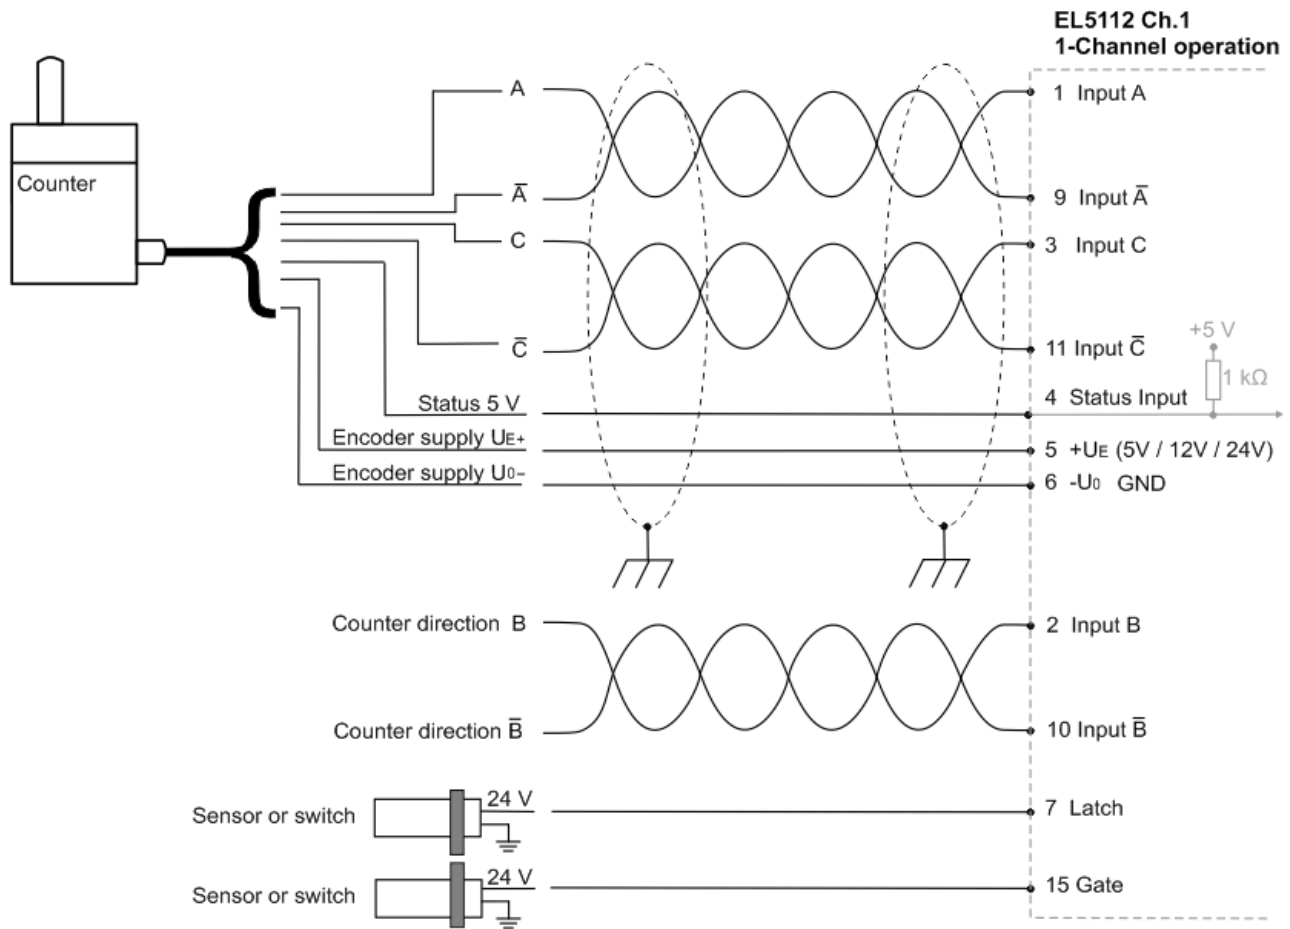 EL5112 Ch.1
1-Channel operation
Counter
A
1 Input A
A̅
9 Input A̅
C
3 Input C
C̅
11 Input C̅
+5 V
1 kΩ
Status 5 V
4 Status Input
Encoder supply UE+
5 +UE (5V / 12V / 24V)
Encoder supply U0−
6 -U0 GND
Counter direction B
2 Input B
Counter direction B̅
10 Input B̅
Sensor or switch
24 V
7 Latch
Sensor or switch
24 V
15 Gate